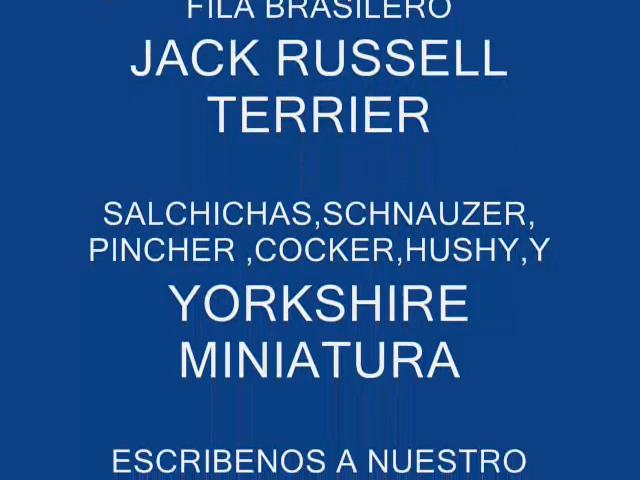 FILA BRASILERO
JACK RUSSELL
TERRIER
SALCHICHAS,SCHNAUZER,
PINCHER ,COCKER,HUSHY,Y
YORKSHIRE
MINIATURA
ESCRIBENOS A NUESTRO